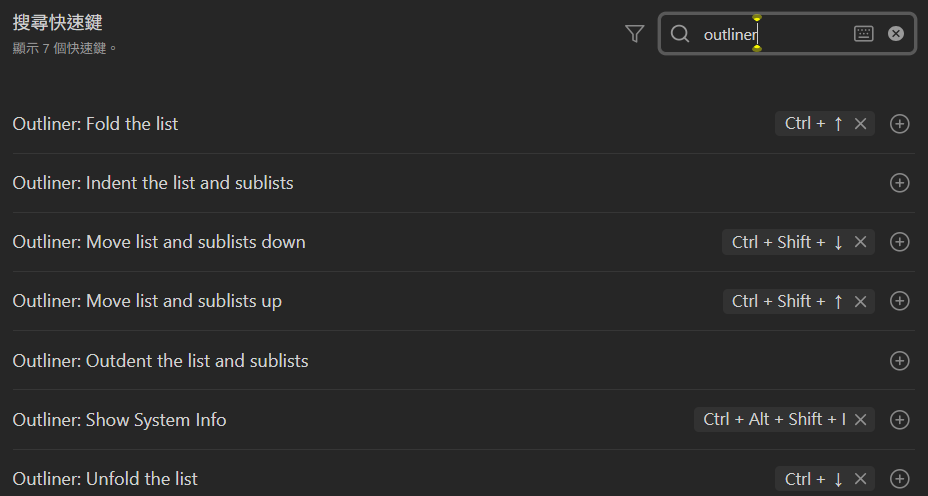 搜尋快速鍵
顯示 7 個快速鍵。
outliner
Outliner: Fold the list Ctrl + ↑
Outliner: Indent the list and sublists
Outliner: Move list and sublists down Ctrl + Shift + ↓
Outliner: Move list and sublists up Ctrl + Shift + ↑
Outliner: Outdent the list and sublists
Outliner: Show System Info Ctrl + Alt + Shift + I
Outliner: Unfold the list Ctrl + ↓